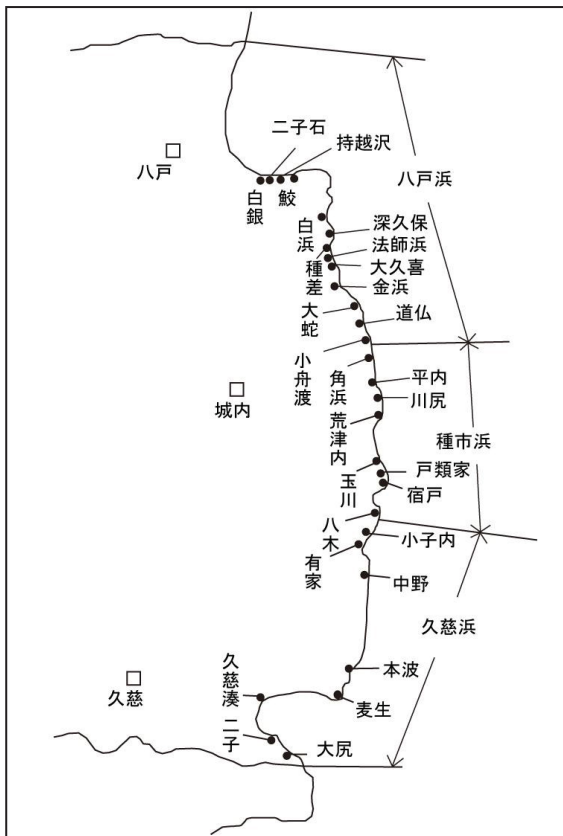 二子石
持越沢
八戸
八戸浜
白銀
鮫
白浜
深久保
法師浜
種差
大久喜
金浜
大蛇
道仏
小舟渡
角浜
平内
城内
川尻
荒津内
種市浜
戸類家
玉川
宿戸
八木
小子内
有家
中野
久慈浜
久慈湊
本波
久慈
麦生
二子
大尻